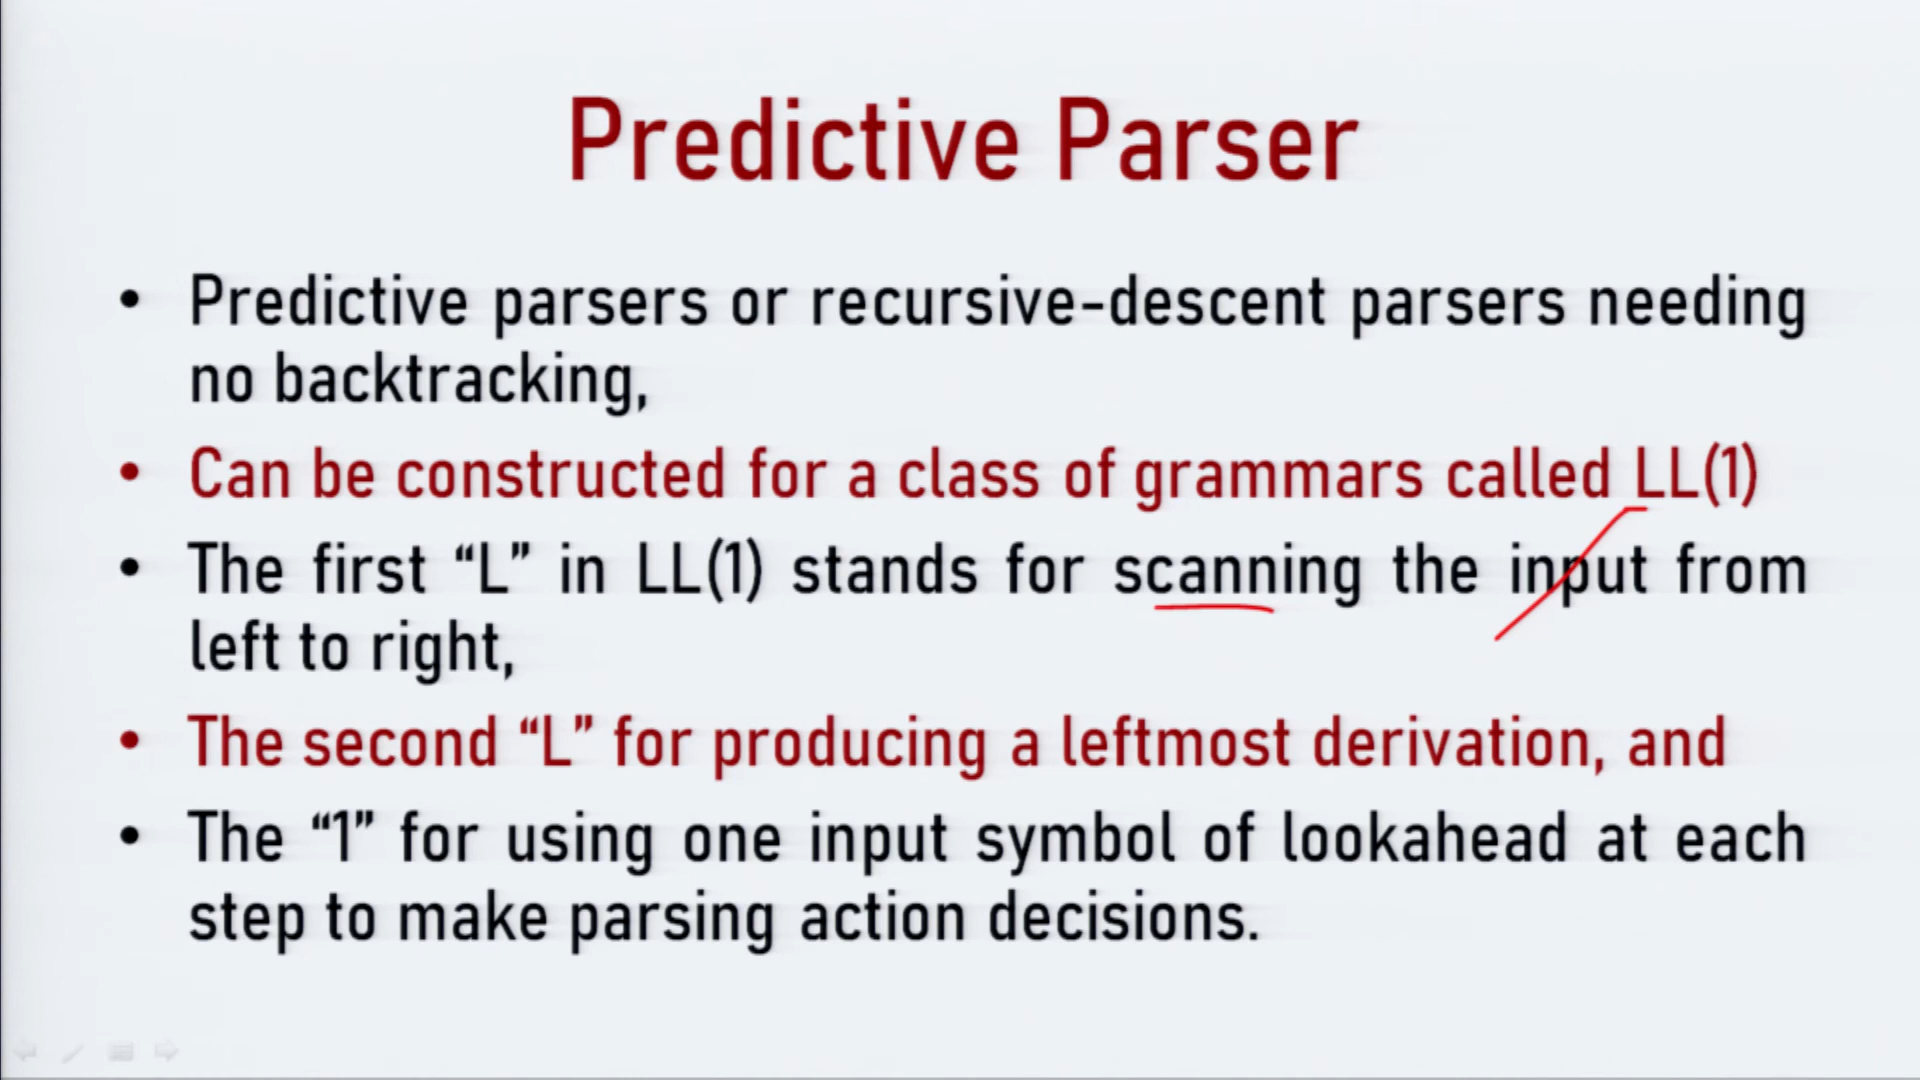 Predictive Parser
• Predictive parsers or recursive-descent parsers needing
no backtracking,
• Can be constructed for a class of grammars called LL(1)
• The first “L” in LL(1) stands for scanning the input from
left to right,
• The second “L” for producing a leftmost derivation, and
• The “1” for using one input symbol of lookahead at each
step to make parsing action decisions.